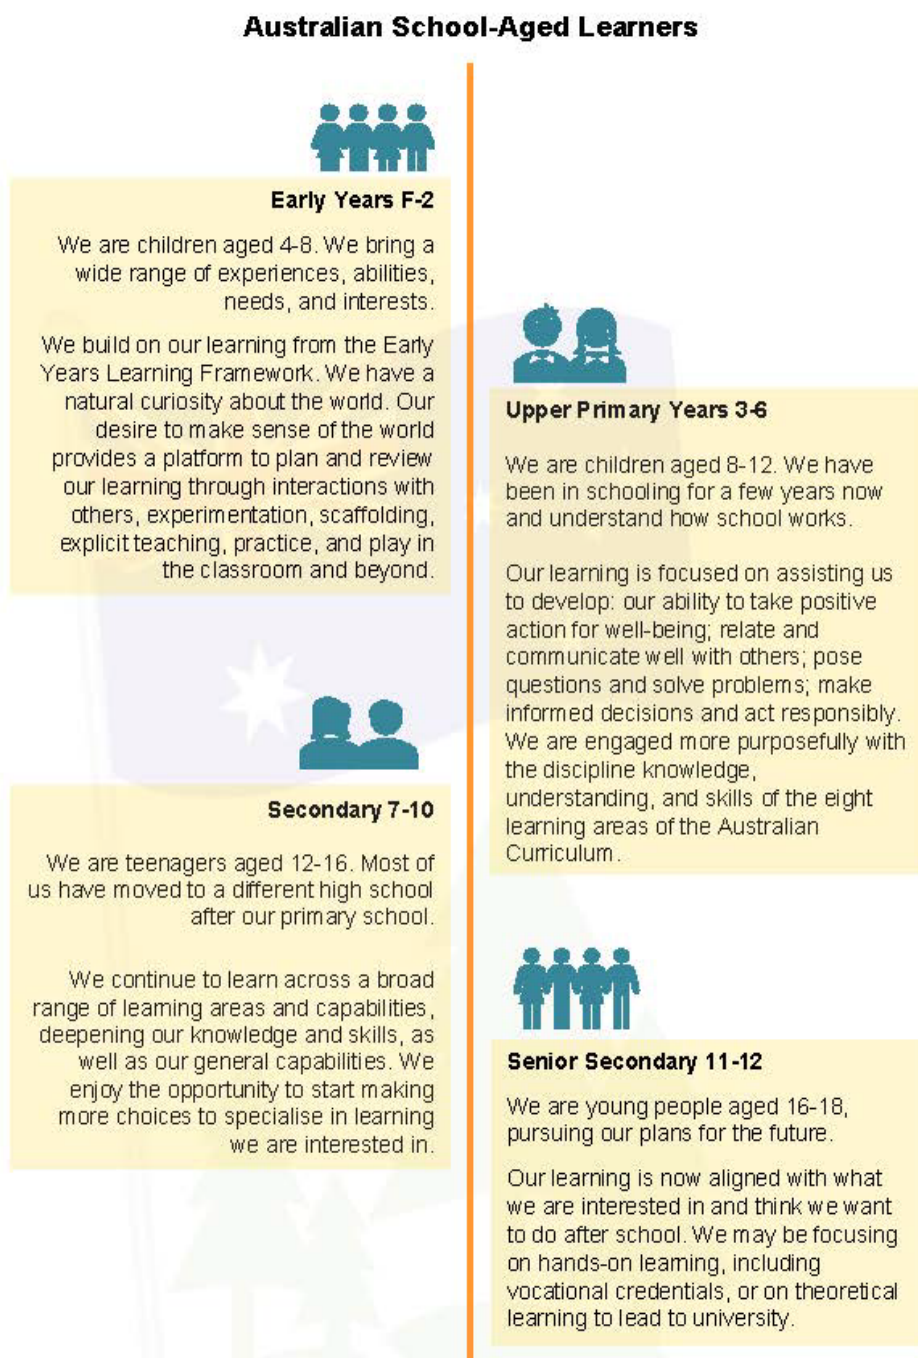 Australian School-Aged Learners
Early Years F-2
We are children aged 4-8. We bring a
wide range of experiences, abilities,
needs, and interests.
We build on our learning from the Early
Years Learning Framework. We have a
natural curiosity about the world. Our
desire to make sense of the world
provides a platform to plan and review
our learning through interactions with
others, experimentation, scaffolding,
explicit teaching, practice, and play in
the classroom and beyond.
Upper Primary Years 3-6
We are children aged 8-12. We have
been in schooling for a few years now
and understand how school works.
Our learning is focused on assisting us
to develop: our ability to take positive
action for well-being; relate and
communicate well with others; pose
questions and solve problems; make
informed decisions and act responsibly.
We are engaged more purposefully with
the discipline knowledge,
understanding, and skills of the eight
learning areas of the Australian
Curriculum.
Secondary 7-10
We are teenagers aged 12-16. Most of
us have moved to a different high school
after our primary school.
We continue to learn across a broad
range of learning areas and capabilities,
deepening our knowledge and skills, as
well as our general capabilities. We
enjoy the opportunity to start making
more choices to specialise in learning
we are interested in.
Senior Secondary 11-12
We are young people aged 16-18,
pursuing our plans for the future.
Our learning is now aligned with what
we are interested in and think we want
to do after school. We may be focusing
on hands-on learning, including
vocational credentials, or on theoretical
learning to lead to university.